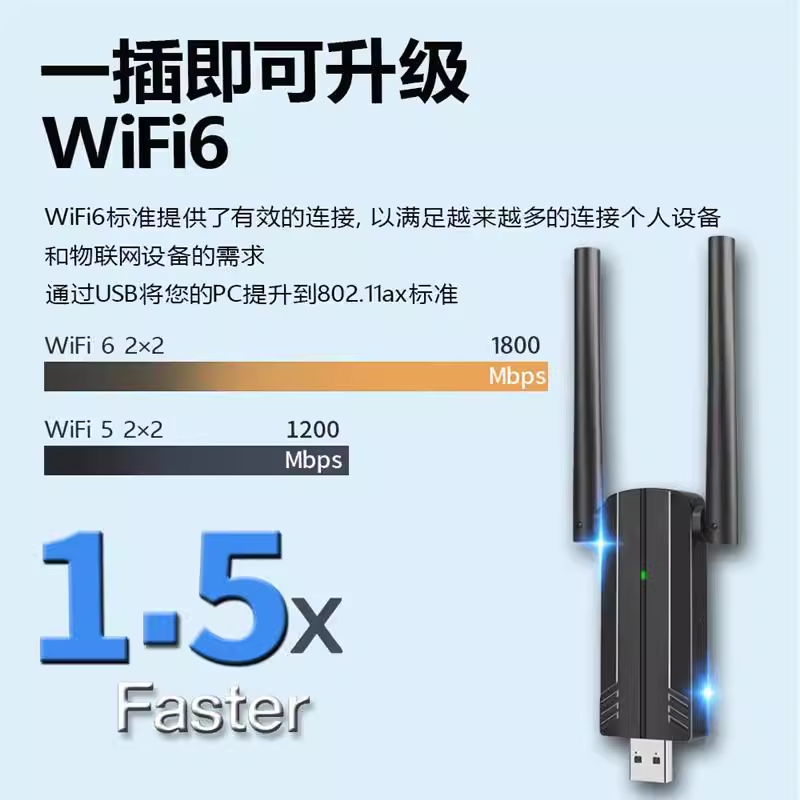 一插即可升级
WiFi6
WiFi6标准提供了有效的连接, 以满足越来越多的连接个人设备
和物联网设备的需求
通过USB将您的PC提升到802.11ax标准
WiFi 6 2×2 1800
Mbps
WiFi 5 2×2 1200
Mbps
1.5x
Faster